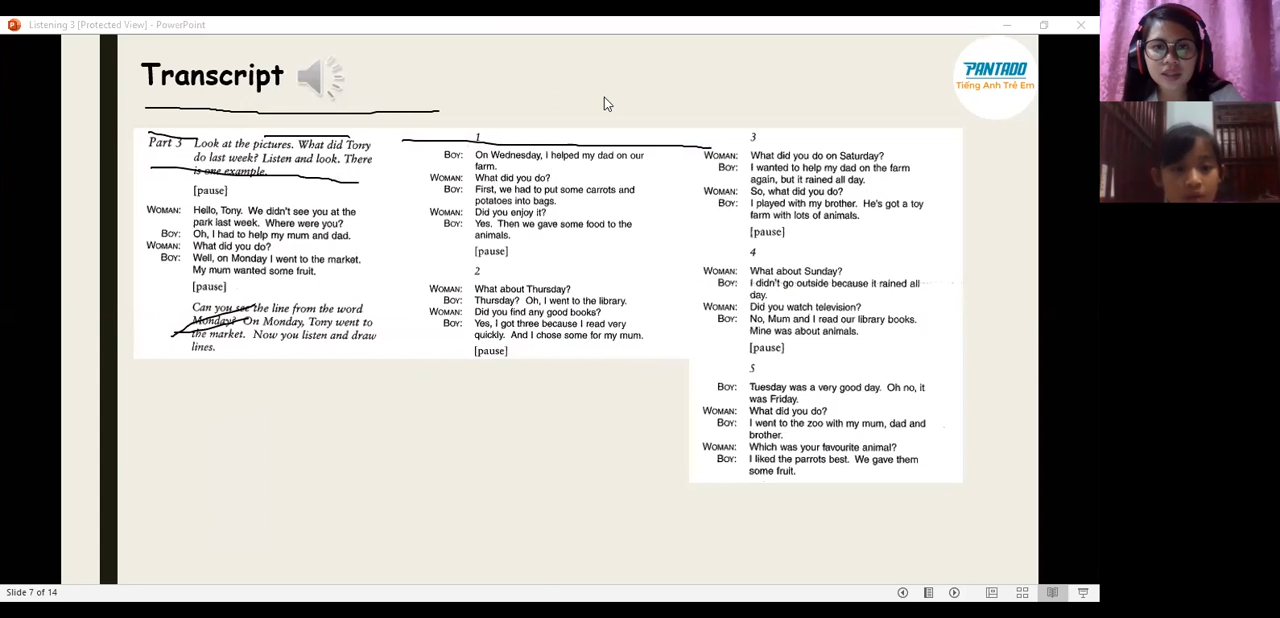 Listening 3 [Protected View] - PowerPoint
Transcript
PANTADO
Tiếng Anh Trẻ Em
Part 3 Look at the pictures. What did Tony
do last week? Listen and look. There
is one example.
[pause]
WOMAN: Hello, Tony. We didn't see you at the
park last week. Where were you?
BOY: Oh, I had to help my mum and dad.
WOMAN: What did you do?
BOY: Well, on Monday I went to the market.
My mum wanted some fruit.
[pause]
Can you see the line from the word
Monday? On Monday, Tony went to
the market. Now you listen and draw
lines.
1
BOY: On Wednesday, I helped my dad on our
farm.
WOMAN: What did you do?
BOY: First, we had to put some carrots and
potatoes into bags.
WOMAN: Did you enjoy it?
BOY: Yes. Then we gave some food to the
animals.
[pause]
2
WOMAN: What about Thursday?
BOY: Thursday? Oh, I went to the library.
WOMAN: Did you find any good books?
BOY: Yes, I got three because I read very
quickly. And I chose some for my mum.
[pause]
3
WOMAN: What did you do on Saturday?
BOY: I wanted to help my dad on the farm
again, but it rained all day.
WOMAN: So, what did you do?
BOY: I played with my brother. He's got a toy
farm with lots of animals.
[pause]
4
WOMAN: What about Sunday?
BOY: I didn't go outside because it rained all
day.
WOMAN: Did you watch television?
BOY: No, Mum and I read our library books.
Mine was about animals.
[pause]
5
BOY: Tuesday was a very good day. Oh no, it
was Friday.
WOMAN: What did you do?
BOY: I went to the zoo with my mum, dad and
brother.
WOMAN: Which was your favourite animal?
BOY: I liked the parrots best. We gave them
some fruit.
Slide 7 of 14